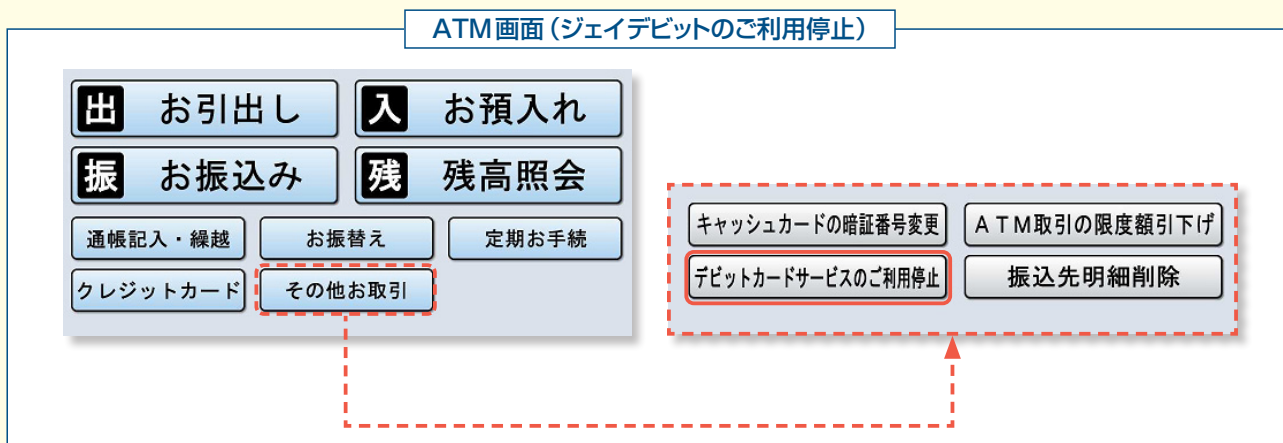 ATM画面（ジェイデビットのご利用停止）
出 お引出し
入 お預入れ
振 お振込み
残 残高照会
通帳記入・繰越
お振替え
定期お手続
クレジットカード
その他お取引
キャッシュカードの暗証番号変更
ＡＴＭ取引の限度額引下げ
デビットカードサービスのご利用停止
振込先明細削除